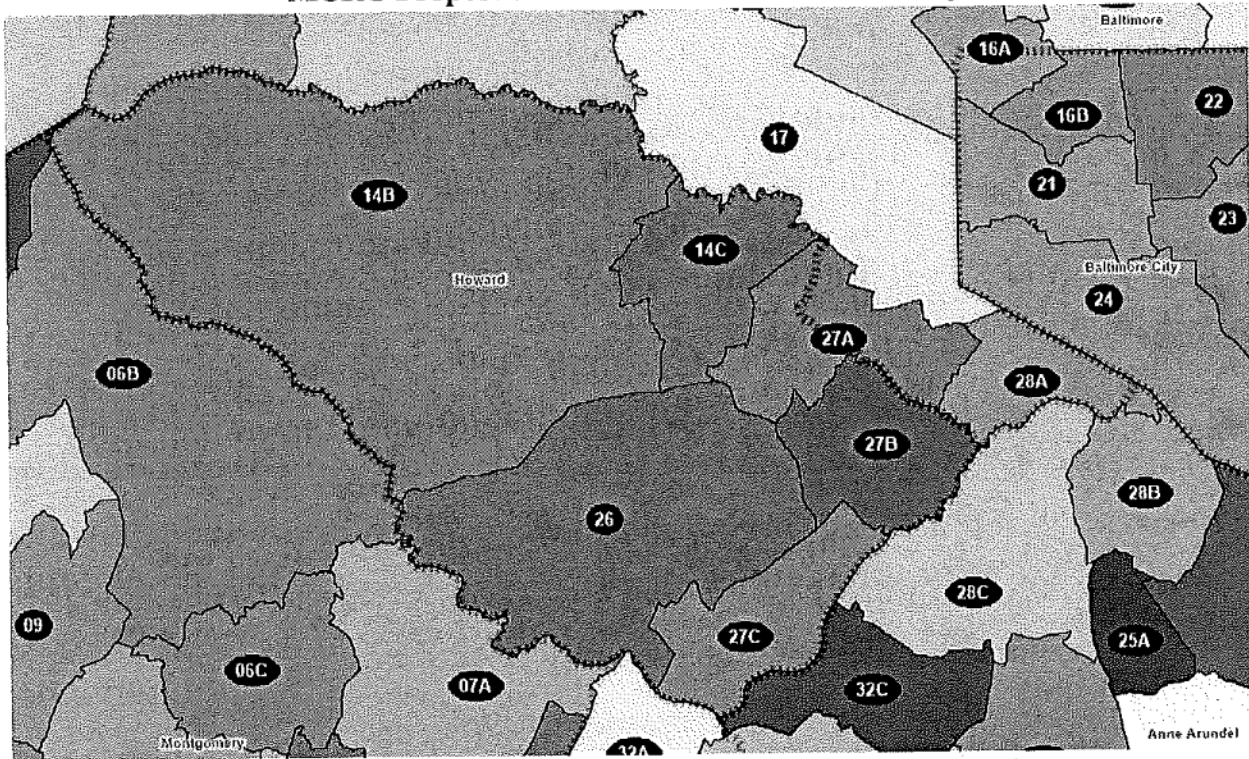 Baltimore
16A
22
16B
17
14B
21
23
14C
Howard
Baltimore City
24
27A
06B
28A
27B
28B
26
28C
09
27C
25A
06C
07A
32C
Anne Arundel
Montgomery
32A